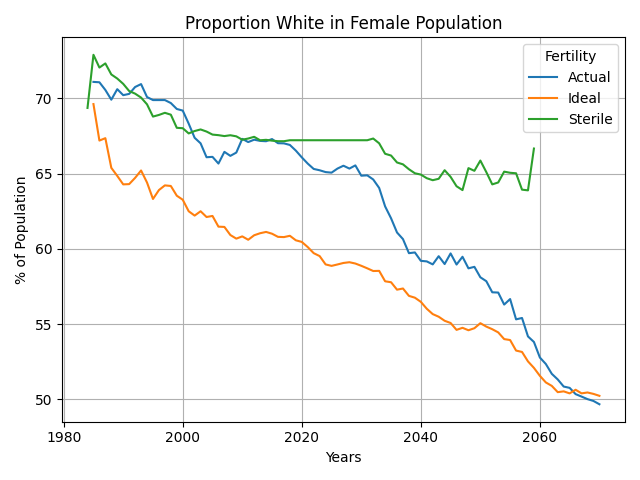 Proportion White in Female Population
% of Population
70
65
60
55
50
Fertility
Actual
Ideal
Sterile
1980
2000
2020
2040
2060
Years